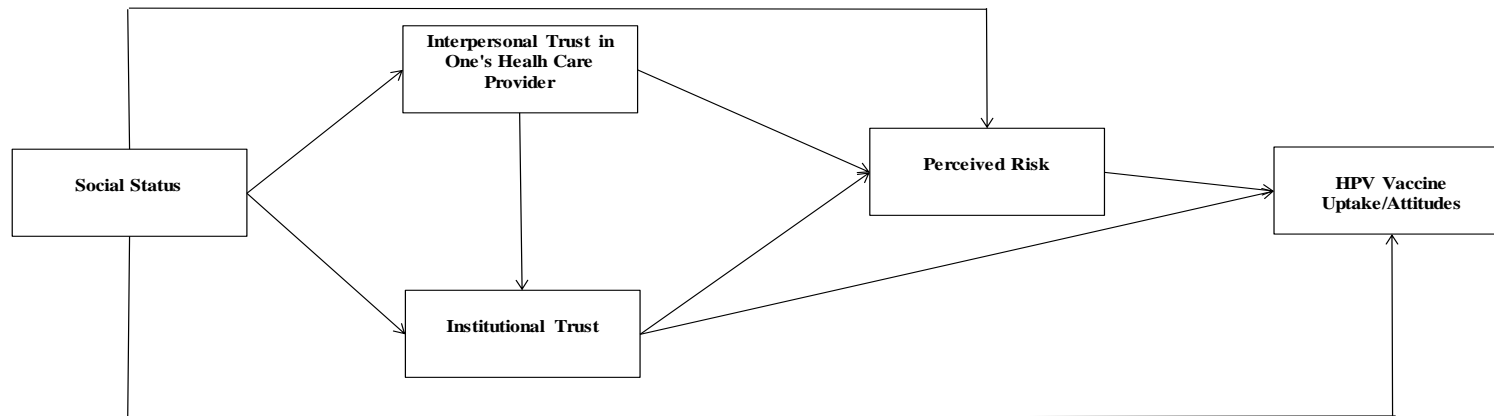 Interpersonal Trust in
One's Healh Care
Provider
Social Status
Perceived Risk
HPV Vaccine
Uptake/Attitudes
Institutional Trust